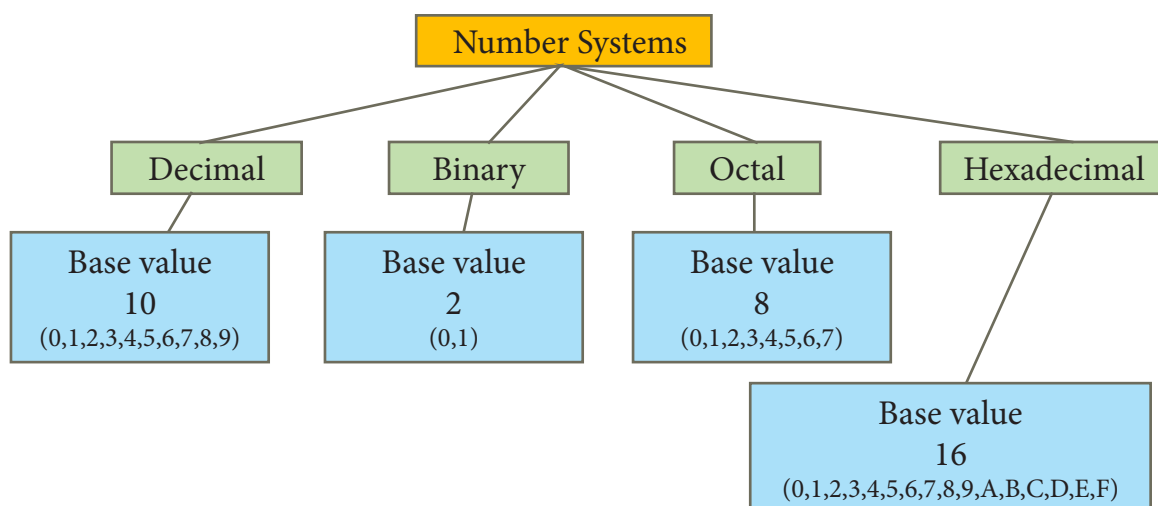 Number Systems
Decimal
Binary
Octal
Hexadecimal
Base value
10
(0,1,2,3,4,5,6,7,8,9)
Base value
2
(0,1)
Base value
8
(0,1,2,3,4,5,6,7)
Base value
16
(0,1,2,3,4,5,6,7,8,9,A,B,C,D,E,F)